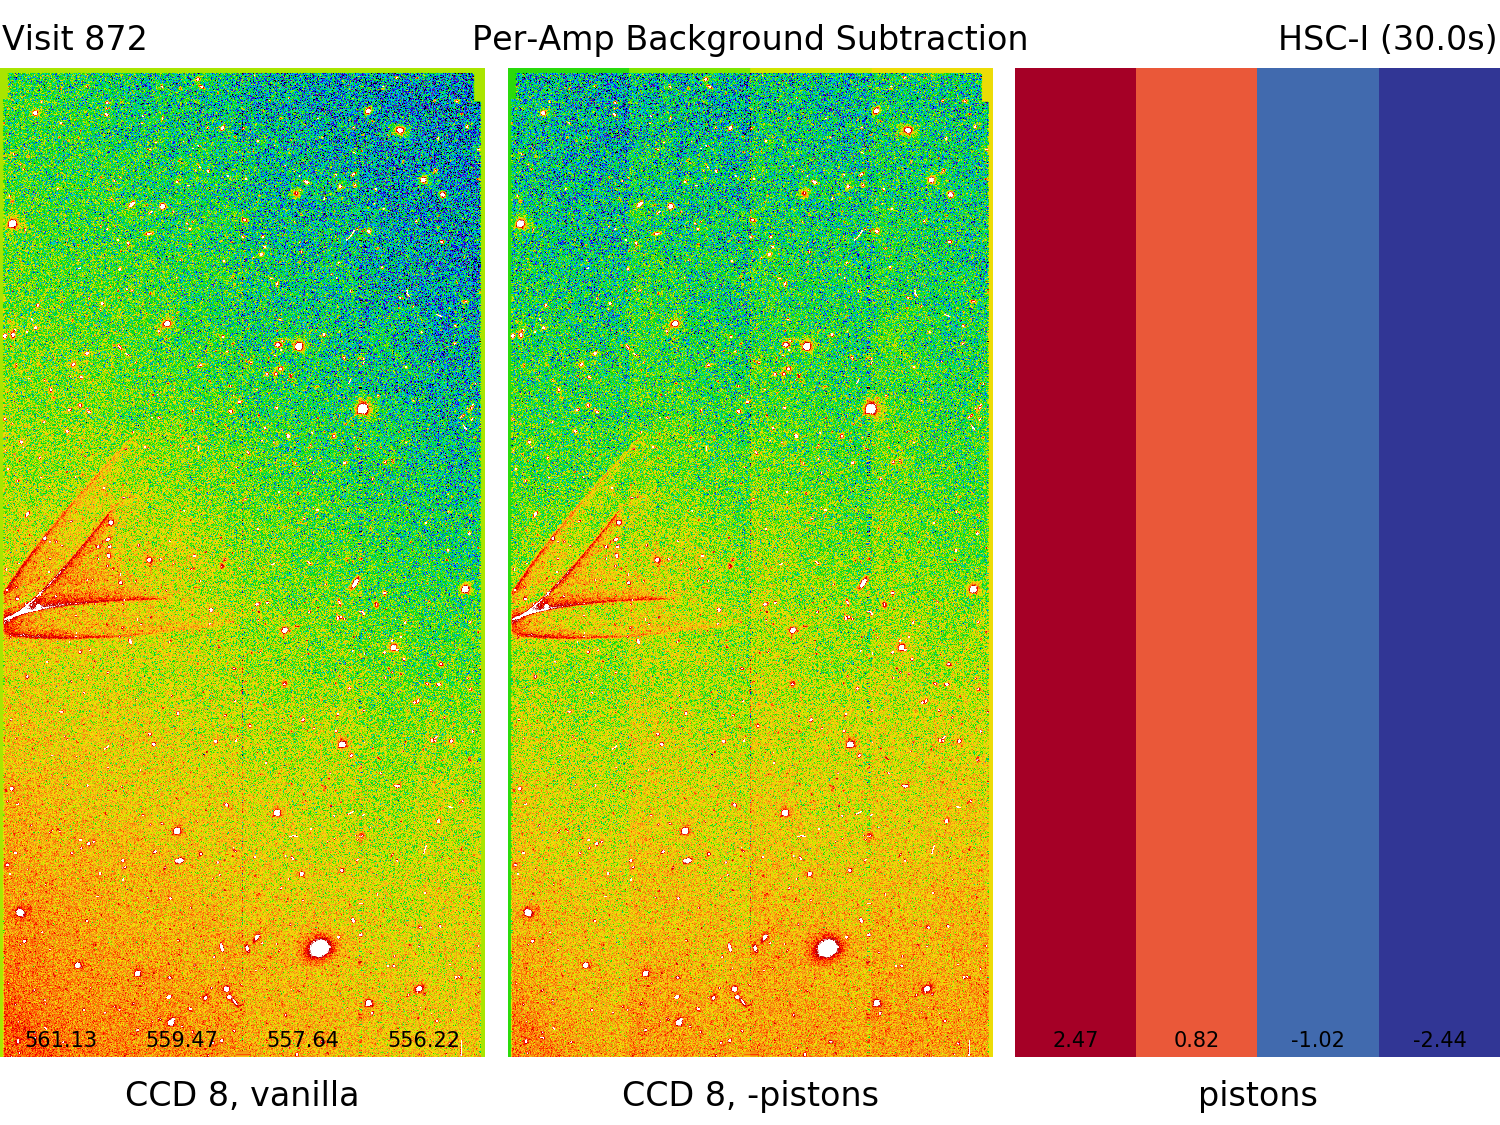 Visit 872 Per-Amp Background Subtraction HSC-I (30.0s)
561.13 559.47 557.64 556.22 2.47 0.82 -1.02 -2.44
CCD 8, vanilla CCD 8, -pistons pistons